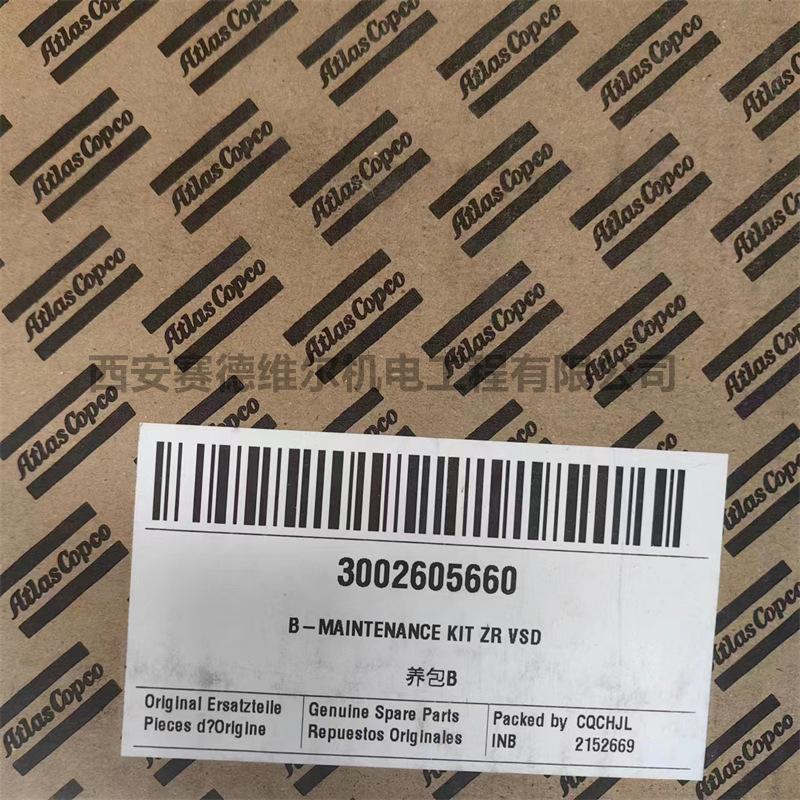 Atlas Copco
西安赛德维尔机电工程有限公司
3002605660
B-MAINTENANCE KIT ZR VSD
养包B
Original Ersatzteile
Pieces d?Origine
Genuine Spare Parts
Repuestos Originales
Packed by CQCHJL
INB 2152669